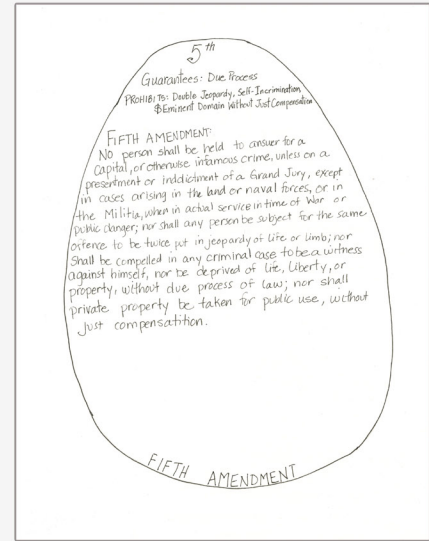 5th
Guarantees: Due Process
PROHIBITS: Double Jeopardy, Self-Incrimination,
& Eminent Domain Without Just Compensation
FIFTH AMENDMENT:
No person shall be held to answer for a
Capital, or otherwise infamous crime, unless on a
presentment or indictment of a Grand Jury, except
in cases arising in the land or naval forces, or in
the Militia, when in actual service in time of War or
public danger; nor shall any person be subject for the same
offence to be twice put in jeopardy of life or limb; nor
Shall be compelled in any criminal case to be a witness
against himself, nor be deprived of life, Liberty, or
property, without due process of law; nor shall
private property be taken for public use, without
just compensatition.
FIFTH AMENDMENT